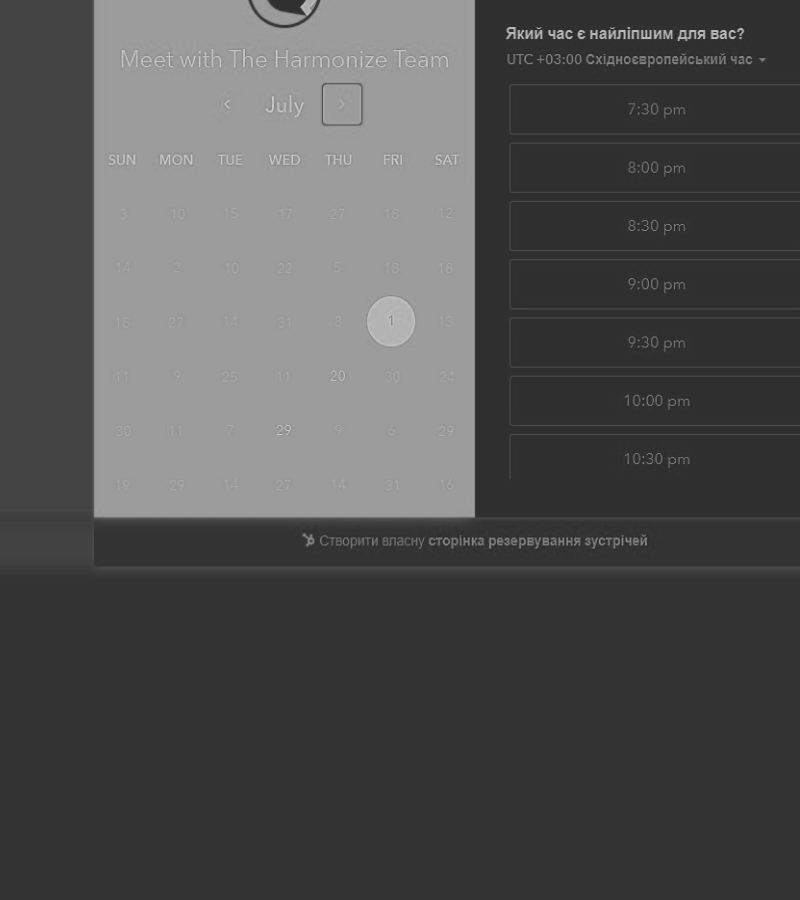 Meet with The Harmonize Team
July
SUN MON TUE WED THU FRI SAT
3 10 15 17 27 18 12
14 2 10 22 5 18 18
16 27 14 31 8 1 13
11 9 25 11 20 30 24
30 11 7 29 9 6 29
19 29 14 27 14 31 16
Який час є найліпшим для вас?
UTC +03:00 Східноєвропейський час
7:30 pm
8:00 pm
8:30 pm
9:00 pm
9:30 pm
10:00 pm
10:30 pm
Створити власну сторінка резервування зустрічей